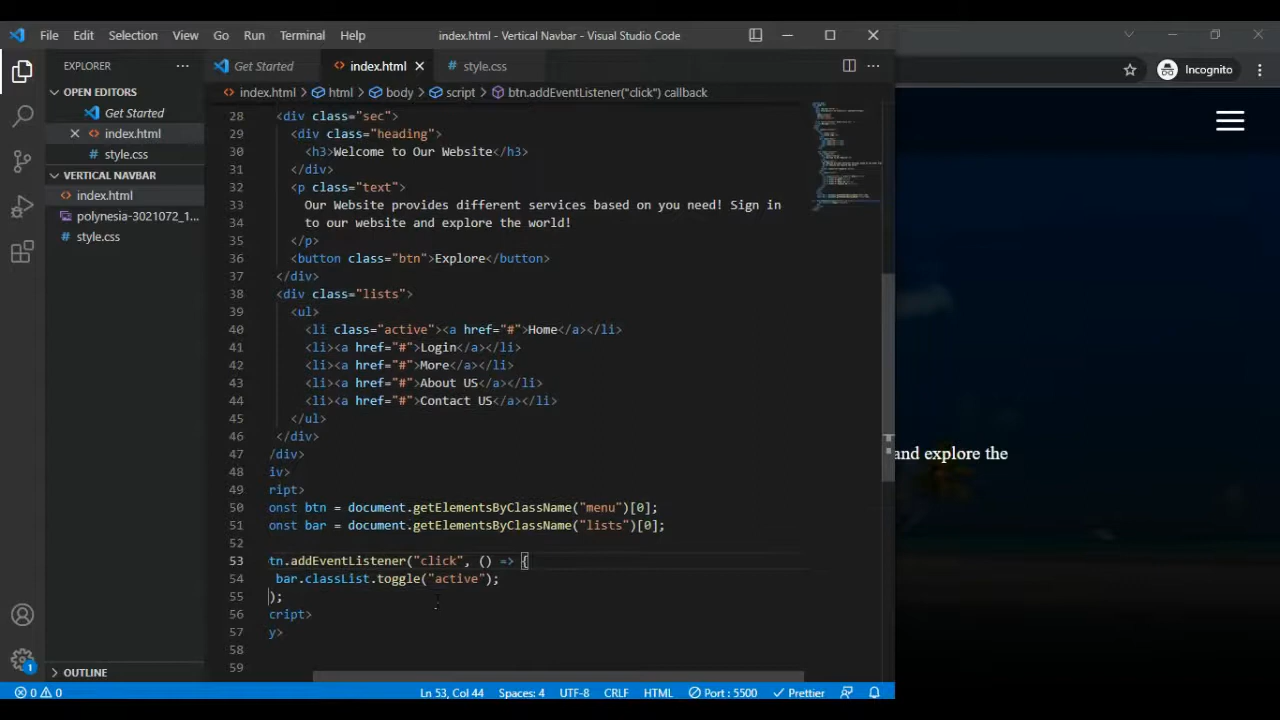 File Edit Selection View Go Run Terminal Help index.html - Vertical Navbar - Visual Studio Code
EXPLORER
Get Started index.html style.css
Incognito
OPEN EDITORS
index.html > html > body > script > btn.addEventListener("click") callback
Get Started
index.html
style.css
VERTICAL NAVBAR
index.html
polynesia-3021072_1...
style.css
28 <div class="sec">
29 <div class="heading">
30 <h3>Welcome to Our Website</h3>
31 </div>
32 <p class="text">
33 Our Website provides different services based on you need! Sign in
34 to our website and explore the world!
35 </p>
36 <button class="btn">Explore</button>
37 </div>
38 <div class="lists">
39 <ul>
40 <li class="active"><a href="#">Home</a></li>
41 <li><a href="#">Login</a></li>
42 <li><a href="#">More</a></li>
43 <li><a href="#">About US</a></li>
44 <li><a href="#">Contact US</a></li>
45 </ul>
46 </div>
47 /div>
48 iv>
49 ript>
50 onst btn = document.getElementsByClassName("menu")[0];
51 onst bar = document.getElementsByClassName("lists")[0];
52
53 tn.addEventListener("click", () => {
54 bar.classList.toggle("active");
55 );
56 cript>
57 y>
58
59
and explore the
OUTLINE
0 0 Ln 53, Col 44 Spaces: 4 UTF-8 CRLF HTML Port : 5500 Prettier
1